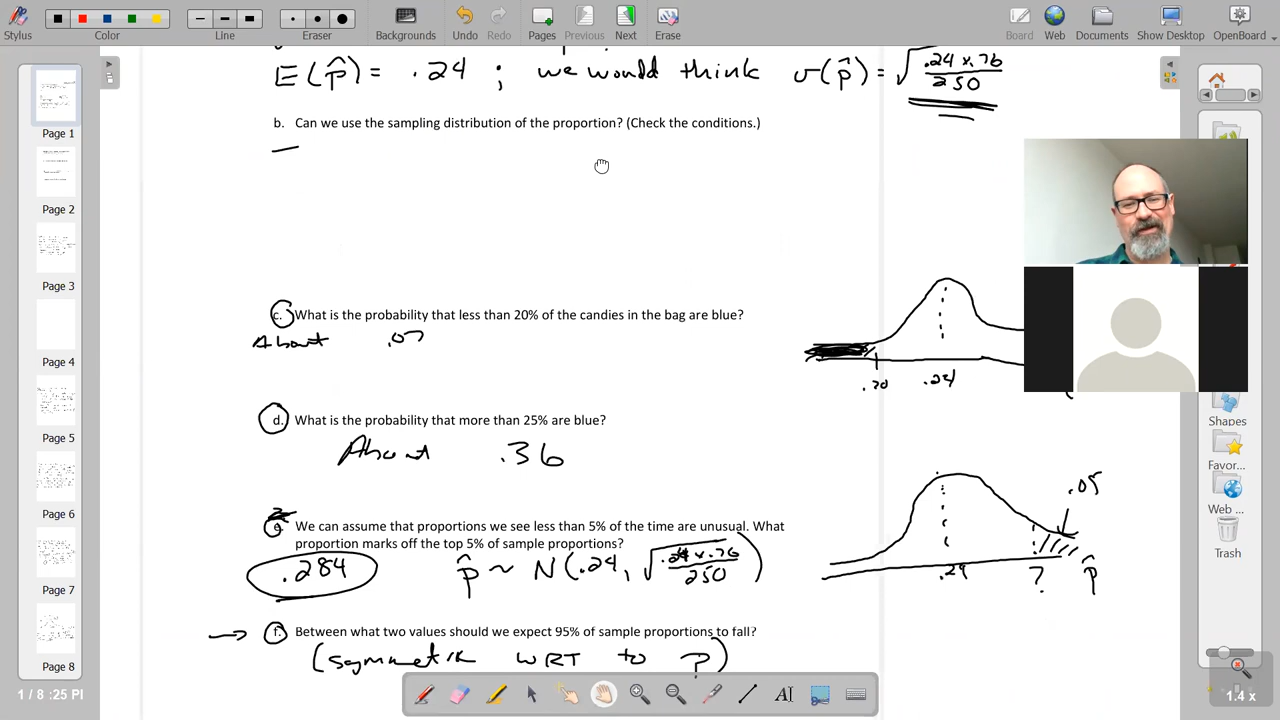 Stylus Color Line Eraser Backgrounds Undo Redo Pages Previous Next Erase Board Web Documents Show Desktop OpenBoard
E(p̂) = .24 ; we would think σ(p̂) = √(.24 x .76 / 250)
b. Can we use the sampling distribution of the proportion? (Check the conditions.)
c. What is the probability that less than 20% of the candies in the bag are blue?
About .07
.20 .24
d. What is the probability that more than 25% are blue?
About .36
.05
We can assume that proportions we see less than 5% of the time are unusual. What
proportion marks off the top 5% of sample proportions?
.284 p̂ ~ N(.24, √(.24 x .76 / 250))
.24 ? p̂
f. Between what two values should we expect 95% of sample proportions to fall?
(symmetric WRT to p)
Page 1
Page 2
Page 3
Page 4
Page 5
Page 6
Page 7
Page 8
Shapes
Favor...
Web ...
Trash
1 / 8 :25 PI
1.4 x